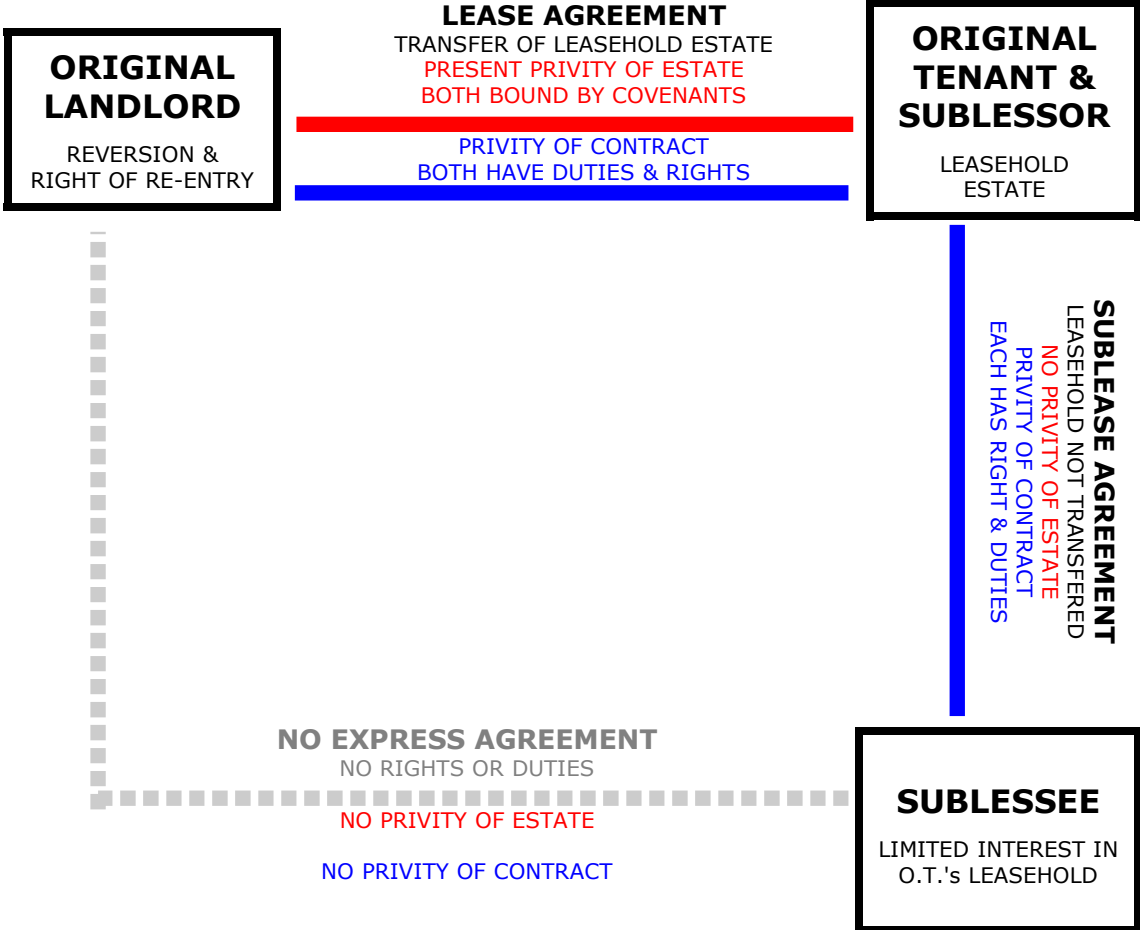 LEASE AGREEMENT
TRANSFER OF LEASEHOLD ESTATE
PRESENT PRIVITY OF ESTATE
BOTH BOUND BY COVENANTS
PRIVITY OF CONTRACT
BOTH HAVE DUTIES & RIGHTS
ORIGINAL
LANDLORD
REVERSION &
RIGHT OF RE-ENTRY
ORIGINAL
TENANT &
SUBLESSOR
LEASEHOLD
ESTATE
SUBLEASE AGREEMENT
LEASEHOLD NOT TRANSFERED
NO PRIVITY OF ESTATE
PRIVITY OF CONTRACT
EACH HAS RIGHT & DUTIES
NO EXPRESS AGREEMENT
NO RIGHTS OR DUTIES
NO PRIVITY OF ESTATE
NO PRIVITY OF CONTRACT
SUBLESSEE
LIMITED INTEREST IN
O.T.'s LEASEHOLD